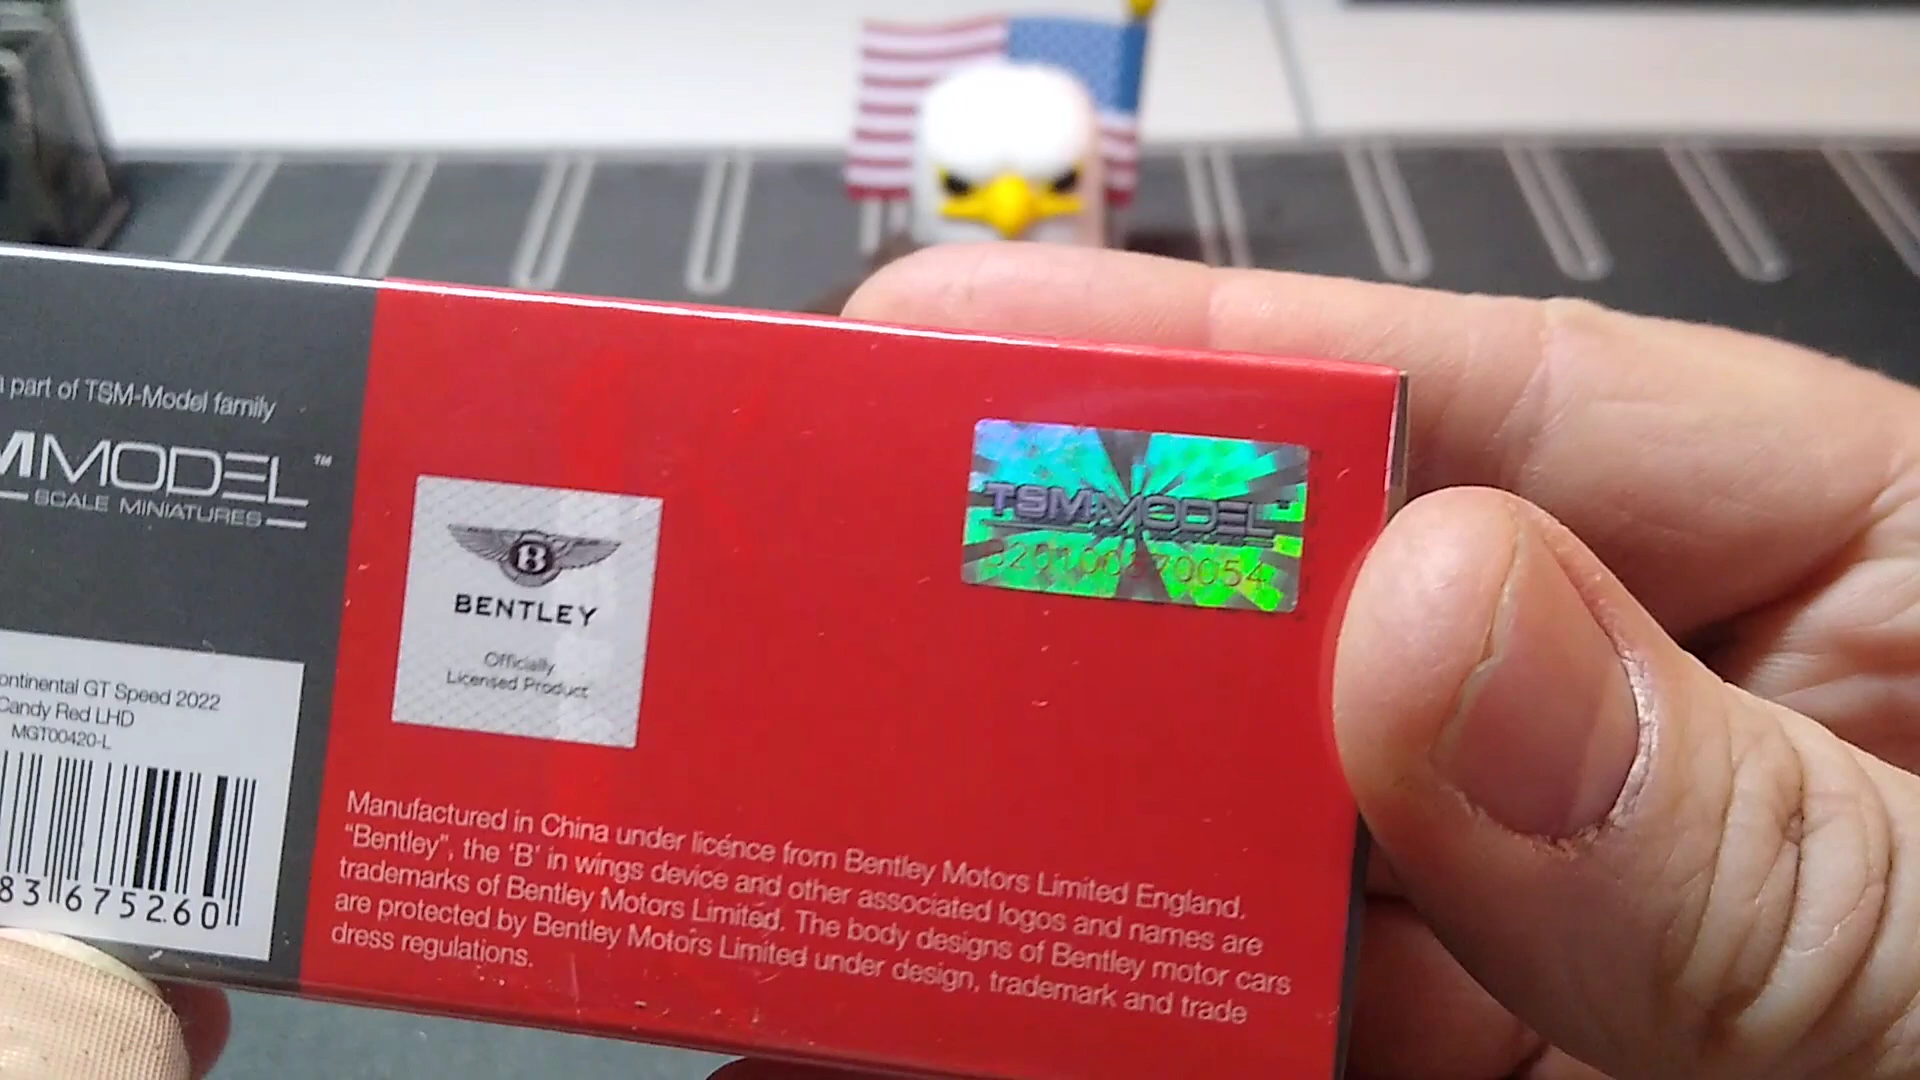 part of TSM-Model family
MODEL™
SCALE MINIATURES
BENTLEY
Officially
Licensed Product
TSM-MODEL
ontinental GT Speed 2022
Candy Red LHD
MGT00420-L
83 675260
Manufactured in China under licence from Bentley Motors Limited England.
“Bentley”, the ‘B’ in wings device and other associated logos and names are
trademarks of Bentley Motors Limited. The body designs of Bentley motor cars
are protected by Bentley Motors Limited under design, trademark and trade
dress regulations.